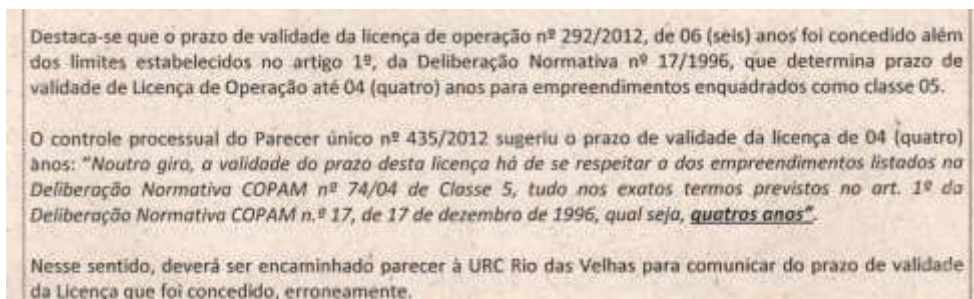 Destaca-se que o prazo de validade da licença de operação nº 292/2012, de 06 (seis) anos foi concedido além
dos limites estabelecidos no artigo 1º, da Deliberação Normativa nº 17/1996, que determina prazo de
validade de Licença de Operação até 04 (quatro) anos para empreendimentos enquadrados como classe 05.
O controle processual do Parecer único nº 435/2012 sugeriu o prazo de validade da licença de 04 (quatro)
anos: "Noutro giro, a validade do prazo desta licença há de se respeitar a dos empreendimentos listados na
Deliberação Normativa COPAM nº 74/04 de Classe 5, tudo nos exatos termos previstos no art. 1º da
Deliberação Normativa COPAM n.º 17, de 17 de dezembro de 1996, qual seja, quatros anos".
Nesse sentido, deverá ser encaminhado parecer à URC Rio das Velhas para comunicar do prazo de validade
da Licença que foi concedido, erroneamente.